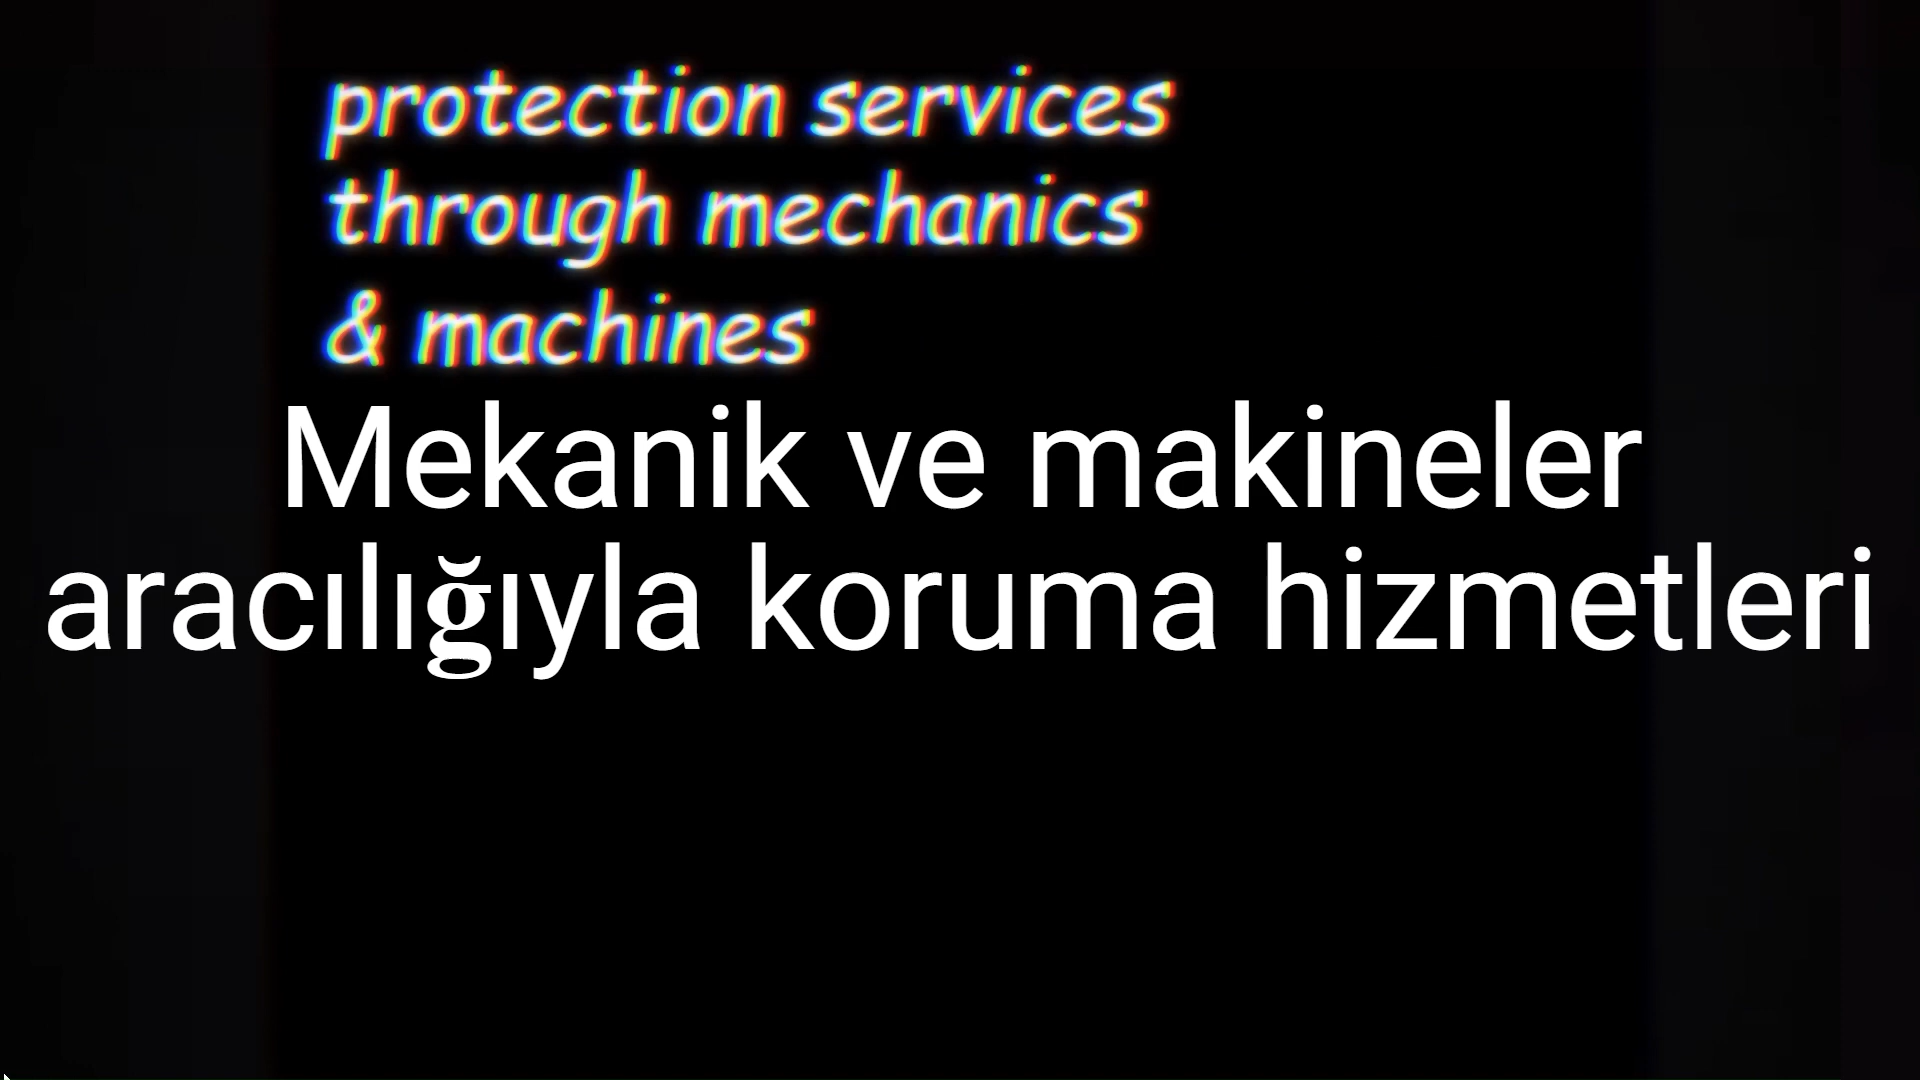 protection services
through mechanics
& machines
Mekanik ve makineler
aracılığıyla koruma hizmetleri